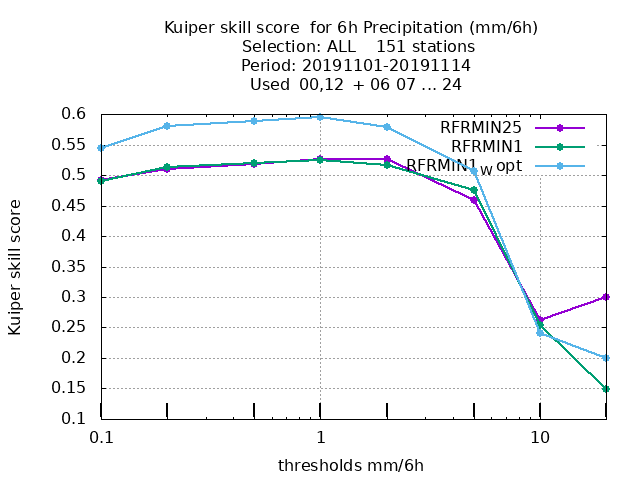 Kuiper skill score  for 6h Precipitation (mm/6h)
Selection: ALL    151 stations
Period: 20191101-20191114
Used  00,12  + 06 07 ... 24
RFRMIN25
RFRMIN1
RFRMIN1w opt
0.6
0.55
0.5
0.45
0.4
0.35
0.3
0.25
0.2
0.15
0.1
Kuiper skill score
0.1
1
10
thresholds mm/6h